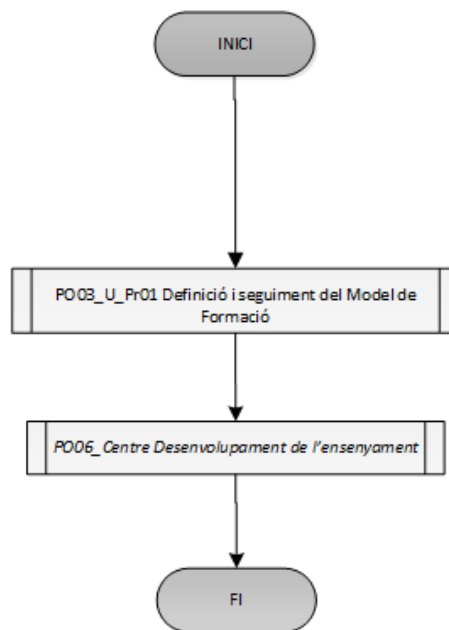 INICI
PO03_U_Pr01 Definició i seguiment del Model de
Formació
PO06_Centre Desenvolupament de l'ensenyament
FI